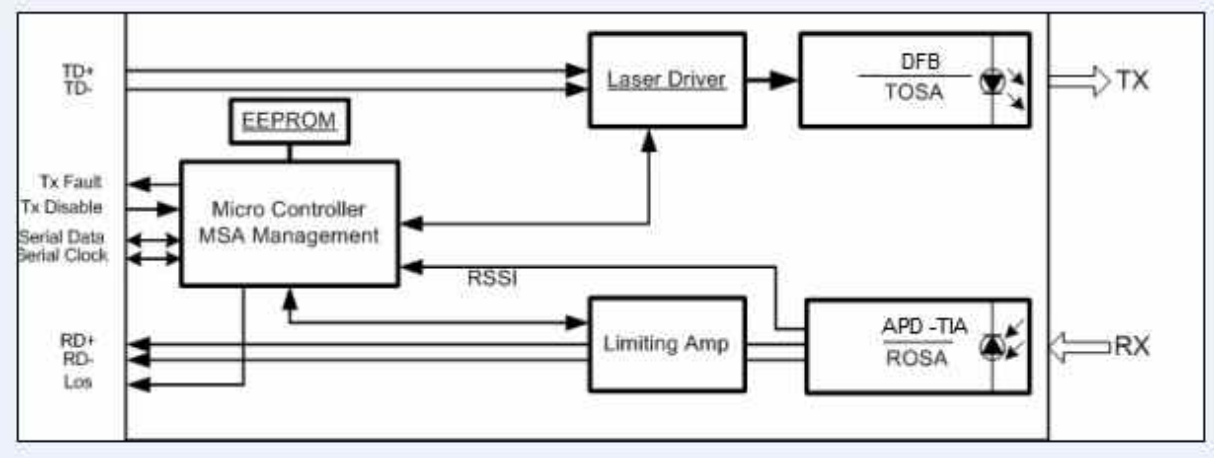 TD+
TD-
Laser Driver
DFB
TOSA
TX
EEPROM
Tx Fault
Tx Disable
Serial Data
Serial Clock
Micro Controller
MSA Management
RSSI
RD+
RD-
Los
Limiting Amp
APD -TIA
ROSA
RX